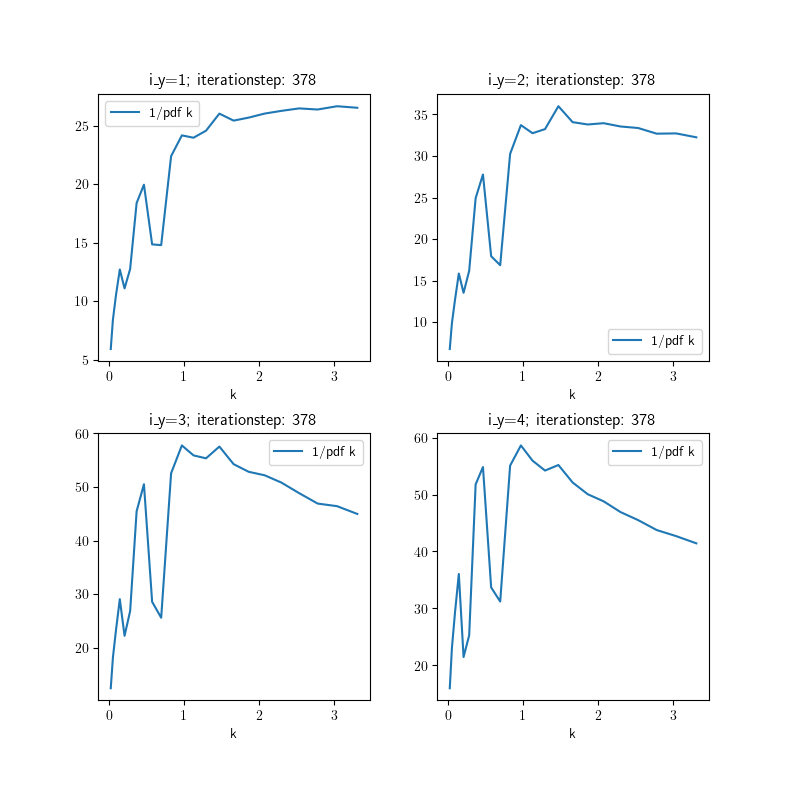 i_y=1; iterationstep: 378
1/pdf k
25
20
15
10
5
0 1 2 3
k
i_y=2; iterationstep: 378
35
30
25
20
15
10
1/pdf k
0 1 2 3
k
i_y=3; iterationstep: 378
60
1/pdf k
50
40
30
20
0 1 2 3
k
i_y=4; iterationstep: 378
60
1/pdf k
50
40
30
20
0 1 2 3
k